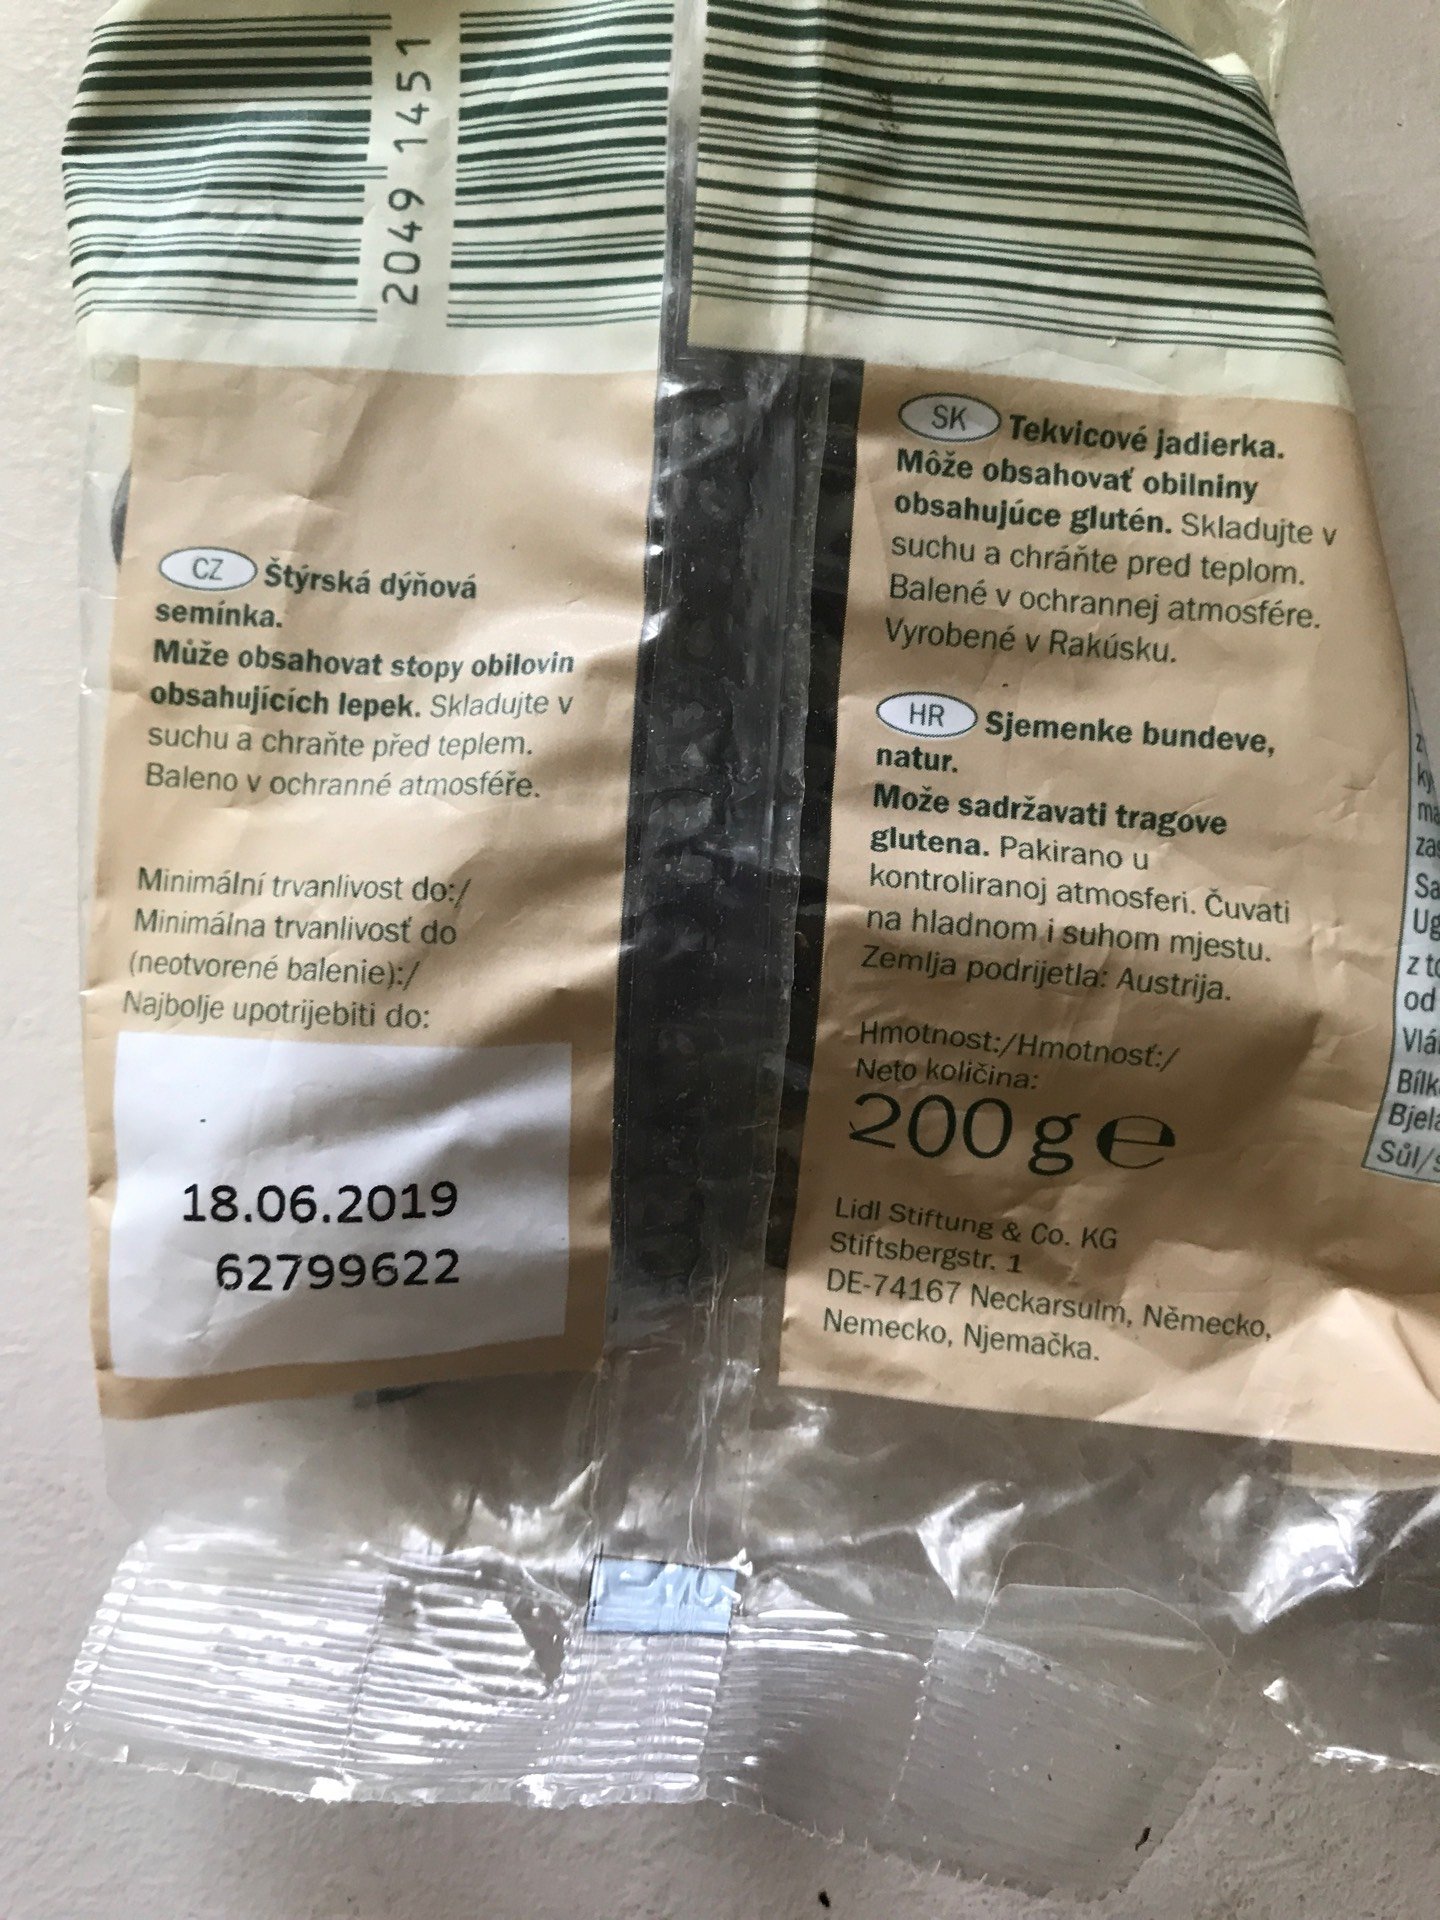 2049 1451
CZ Štýrská dýňová
semínka.
Může obsahovat stopy obilovin
obsahujících lepek. Skladujte v
suchu a chraňte před teplem.
Baleno v ochranné atmosféře.
Minimální trvanlivost do:/
Minimálna trvanlivosť do
(neotvorené balenie):/
Najbolje upotrijebiti do:
18.06.2019
62799622
SK Tekvicové jadierka.
Môže obsahovať obilniny
obsahujúce glutén. Skladujte v
suchu a chráňte pred teplom.
Balené v ochrannej atmosfére.
Vyrobené v Rakúsku.
HR Sjemenke bundeve,
natur.
Može sadržavati tragove
glutena. Pakirano u
kontroliranoj atmosferi. Čuvati
na hladnom i suhom mjestu.
Zemlja podrijetla: Austrija.
Hmotnost:/Hmotnosť:/
Neto količina:
200 g e
Lidl Stiftung & Co. KG
Stiftsbergstr. 1
DE-74167 Neckarsulm, Německo,
Nemecko, Njemačka.
z to
od
Sůl/s